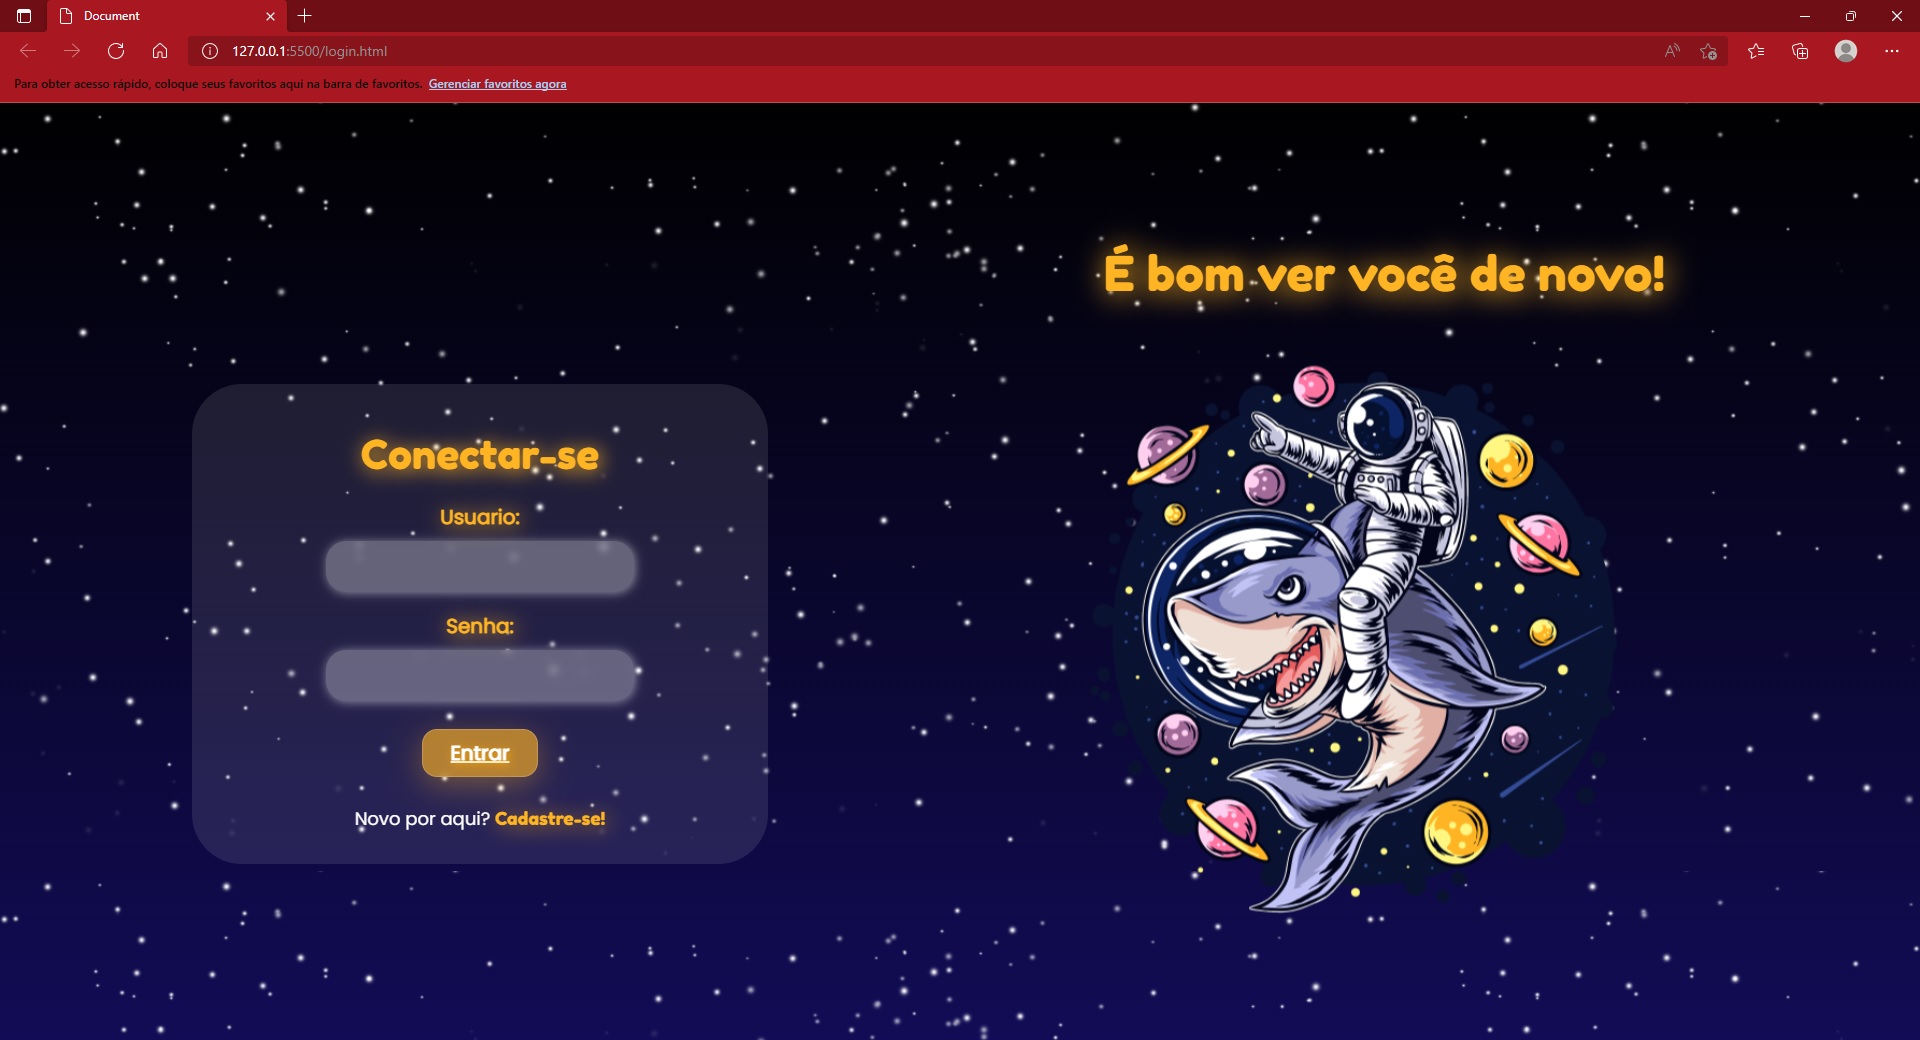 Document
127.0.0.1:5500/login.html
Para obter acesso rápido, coloque seus favoritos aqui na barra de favoritos. Gerenciar favoritos agora
É bom ver você de novo!
Conectar-se
Usuario:
Senha:
Entrar
Novo por aqui? Cadastre-se!